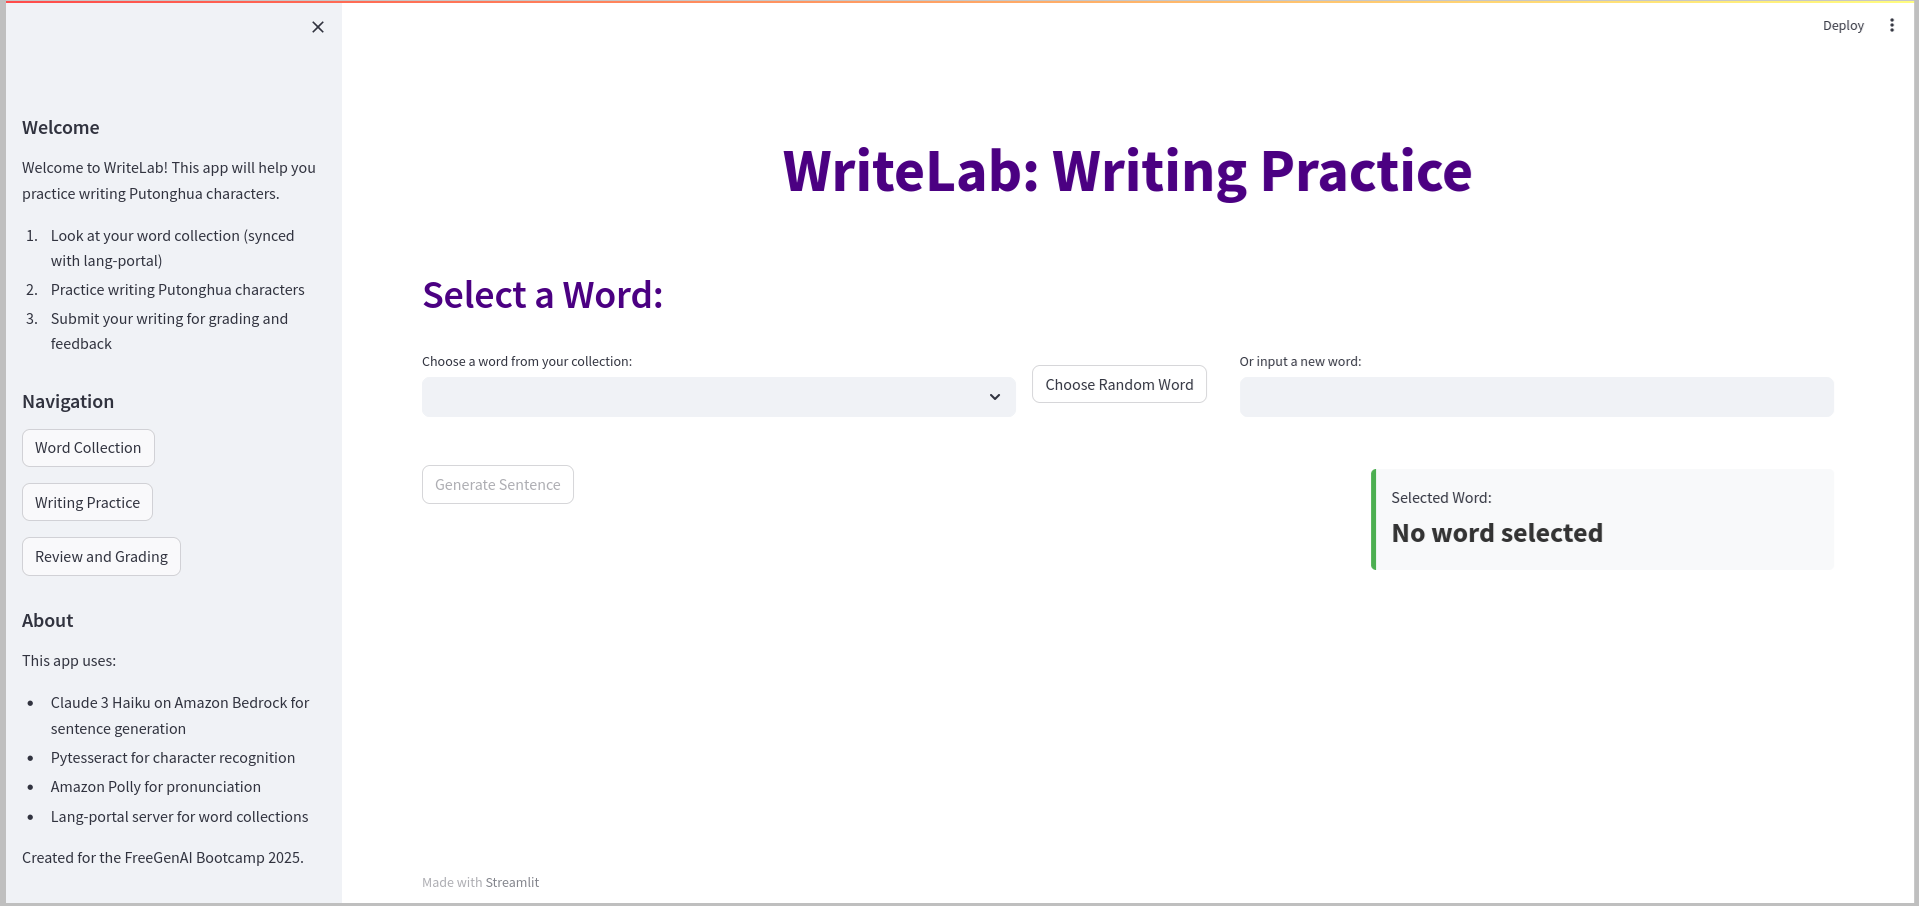 Deploy
Welcome
Welcome to WriteLab! This app will help you
practice writing Putonghua characters.
1. Look at your word collection (synced
with lang-portal)
2. Practice writing Putonghua characters
3. Submit your writing for grading and
feedback
Navigation
Word Collection
Writing Practice
Review and Grading
About
This app uses:
• Claude 3 Haiku on Amazon Bedrock for
sentence generation
• Pytesseract for character recognition
• Amazon Polly for pronunciation
• Lang-portal server for word collections
Created for the FreeGenAI Bootcamp 2025.
WriteLab: Writing Practice
Select a Word:
Choose a word from your collection:
Choose Random Word
Or input a new word:
Generate Sentence
Selected Word:
No word selected
Made with Streamlit